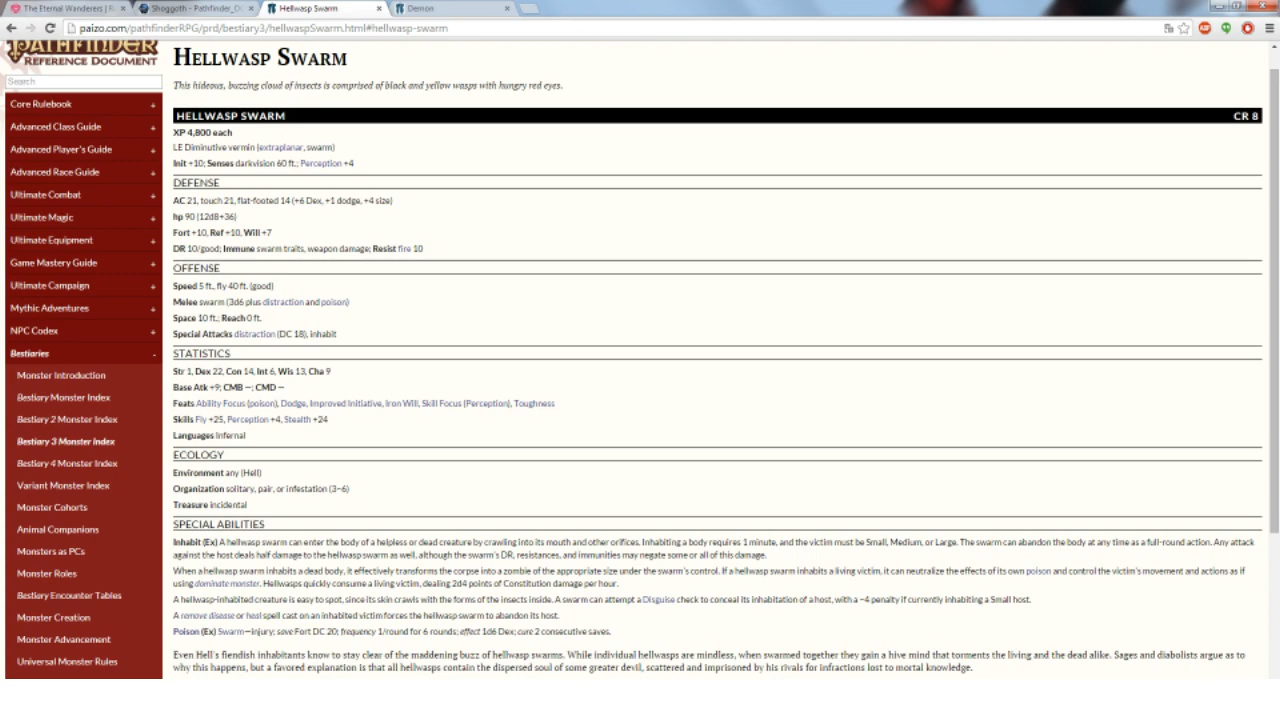 The Eternal Wanderers | R
Shoggoth - Pathfinder_O
Hellwasp Swarm
Demon
paizo.com/pathfinderRPG/prd/bestiary3/hellwaspSwarm.html#hellwasp-swarm
PATHFINDER
REFERENCE DOCUMENT
Search
Core Rulebook +
Advanced Class Guide +
Advanced Player's Guide +
Advanced Race Guide +
Ultimate Combat +
Ultimate Magic +
Ultimate Equipment +
Game Mastery Guide +
Ultimate Campaign +
Mythic Adventures +
NPC Codex +
Bestiaries -
Monster Introduction
Bestiary Monster Index
Bestiary 2 Monster Index
Bestiary 3 Monster Index
Bestiary 4 Monster Index
Variant Monster Index
Monster Cohorts
Animal Companions
Monsters as PCs
Monster Roles
Bestiary Encounter Tables
Monster Creation
Monster Advancement
Universal Monster Rules
HELLWASP SWARM
This hideous, buzzing cloud of insects is comprised of black and yellow wasps with hungry red eyes.
HELLWASP SWARM CR 8
XP 4,800 each
LE Diminutive vermin (extraplanar, swarm)
Init +10; Senses darkvision 60 ft.; Perception +4
DEFENSE
AC 21, touch 21, flat-footed 14 (+6 Dex, +1 dodge, +4 size)
hp 90 (12d8+36)
Fort +10, Ref +10, Will +7
DR 10/good; Immune swarm traits, weapon damage; Resist fire 10
OFFENSE
Speed 5 ft., fly 40 ft. (good)
Melee swarm (3d6 plus distraction and poison)
Space 10 ft.; Reach 0 ft.
Special Attacks distraction (DC 18), inhabit
STATISTICS
Str 1, Dex 22, Con 14, Int 6, Wis 13, Cha 9
Base Atk +9; CMB —; CMD —
Feats Ability Focus (poison), Dodge, Improved Initiative, Iron Will, Skill Focus (Perception), Toughness
Skills Fly +25, Perception +4, Stealth +24
Languages Infernal
ECOLOGY
Environment any (Hell)
Organization solitary, pair, or infestation (3–6)
Treasure incidental
SPECIAL ABILITIES
Inhabit (Ex) A hellwasp swarm can enter the body of a helpless or dead creature by crawling into its mouth and other orifices. Inhabiting a body requires 1 minute, and the victim must be Small, Medium, or Large. The swarm can abandon the body at any time as a full-round action. Any attack
against the host deals half damage to the hellwasp swarm as well, although the swarm's DR, resistances, and immunities may negate some or all of this damage.
When a hellwasp swarm inhabits a dead body, it effectively transforms the corpse into a zombie of the appropriate size under the swarm's control. If a hellwasp swarm inhabits a living victim, it can neutralize the effects of its own poison and control the victim's movement and actions as if
using dominate monster. Hellwasps quickly consume a living victim, dealing 2d4 points of Constitution damage per hour.
A hellwasp-inhabited creature is easy to spot, since its skin crawls with the forms of the insects inside. A swarm can attempt a Disguise check to conceal its inhabitation of a host, with a −4 penalty if currently inhabiting a Small host.
A remove disease or heal spell cast on an inhabited victim forces the hellwasp swarm to abandon its host.
Poison (Ex) Swarm—injury; save Fort DC 20; frequency 1/round for 6 rounds; effect 1d6 Dex; cure 2 consecutive saves.
Even Hell's fiendish inhabitants know to stay clear of the maddening buzz of hellwasp swarms. While individual hellwasps are mindless, when swarmed together they gain a hive mind that torments the living and the dead alike. Sages and diabolists argue as to
why this happens, but a favored explanation is that all hellwasps contain the dispersed soul of some greater devil, scattered and imprisoned by his rivals for infractions lost to mortal knowledge.